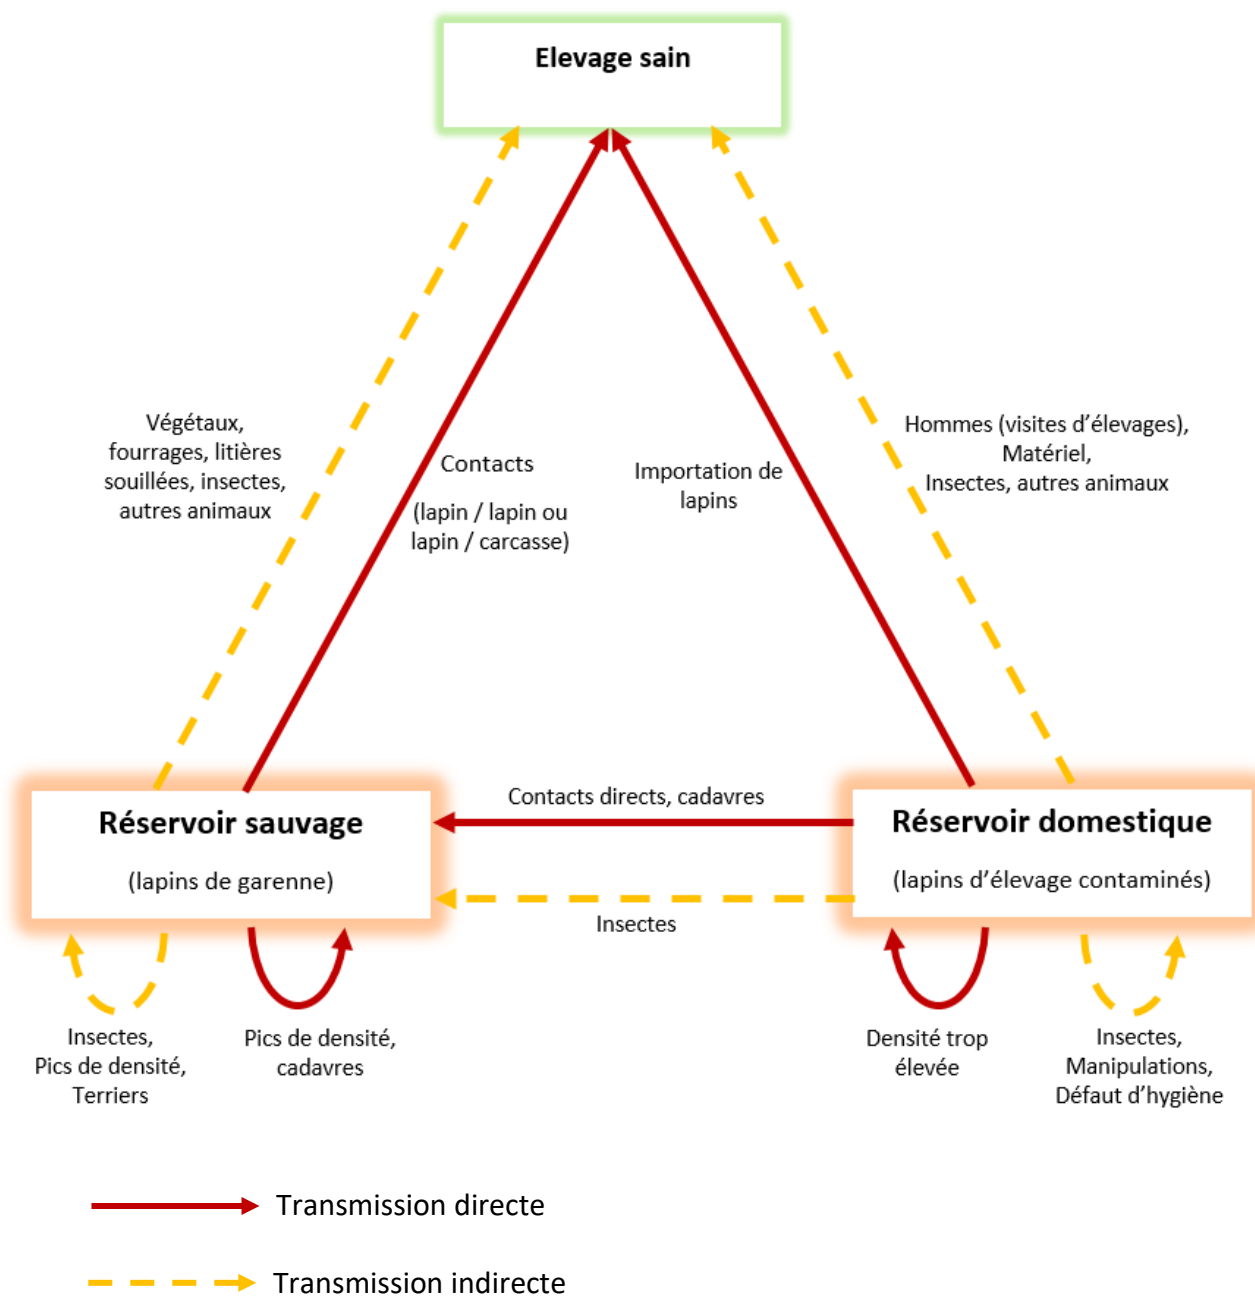 Elevage sain
Végétaux,
fourrages, litières
souillées, insectes,
autres animaux
Contacts
(lapin / lapin ou
lapin / carcasse)
Importation de
lapins
Hommes (visites d’élevages),
Matériel,
Insectes, autres animaux
Réservoir sauvage
(lapins de garenne)
Contacts directs, cadavres
Insectes
Réservoir domestique
(lapins d’élevage contaminés)
Insectes,
Pics de densité,
Terriers
Pics de densité,
cadavres
Densité trop
élevée
Insectes,
Manipulations,
Défaut d’hygiène
Transmission directe
Transmission indirecte